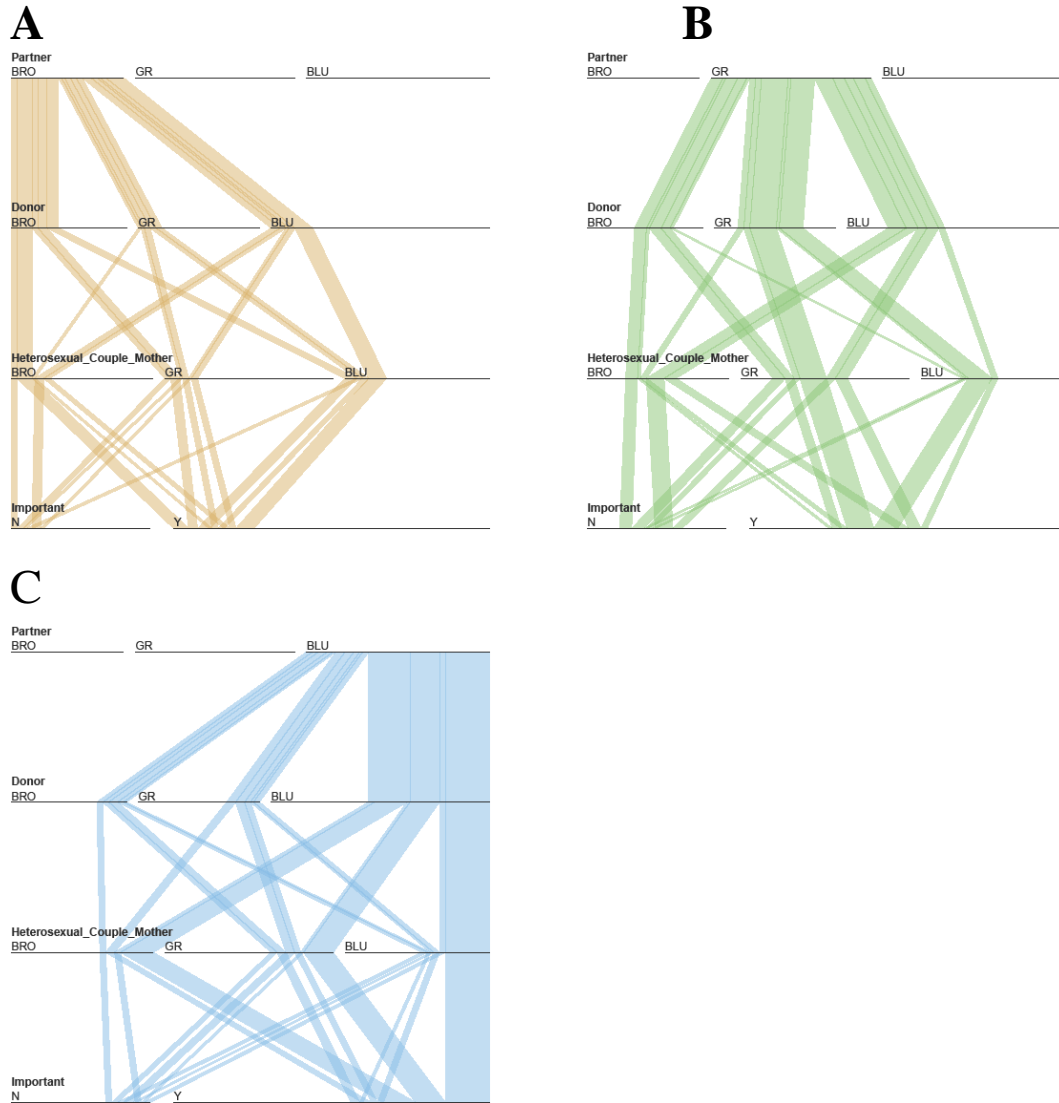 A
Partner
BRO GR BLU
Donor
BRO GR BLU
Heterosexual_Couple_Mother
BRO GR BLU
Important
N Y
B
Partner
BRO GR BLU
Donor
BRO GR BLU
Heterosexual_Couple_Mother
BRO GR BLU
Important
N Y
C
Partner
BRO GR BLU
Donor
BRO GR BLU
Heterosexual_Couple_Mother
BRO GR BLU
Important
N Y